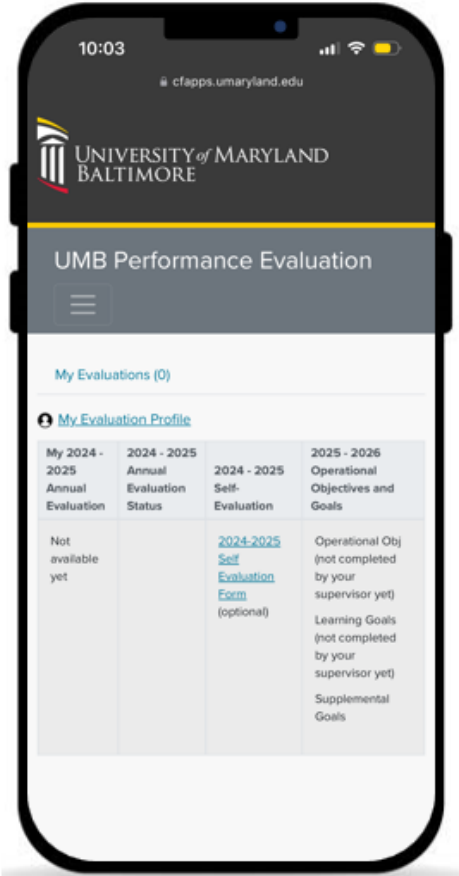 10:03
cfapps.umaryland.edu
UNIVERSITY of MARYLAND
BALTIMORE
UMB Performance Evaluation
My Evaluations (0)
My Evaluation Profile
My 2024 -
2025
Annual
Evaluation
2024 - 2025
Annual
Evaluation
Status
2024 - 2025
Self-
Evaluation
2025 - 2026
Operational
Objectives and
Goals
Not
available
yet
2024-2025
Self
Evaluation
Form
(optional)
Operational Obj
(not completed
by your
supervisor yet)
Learning Goals
(not completed
by your
supervisor yet)
Supplemental
Goals